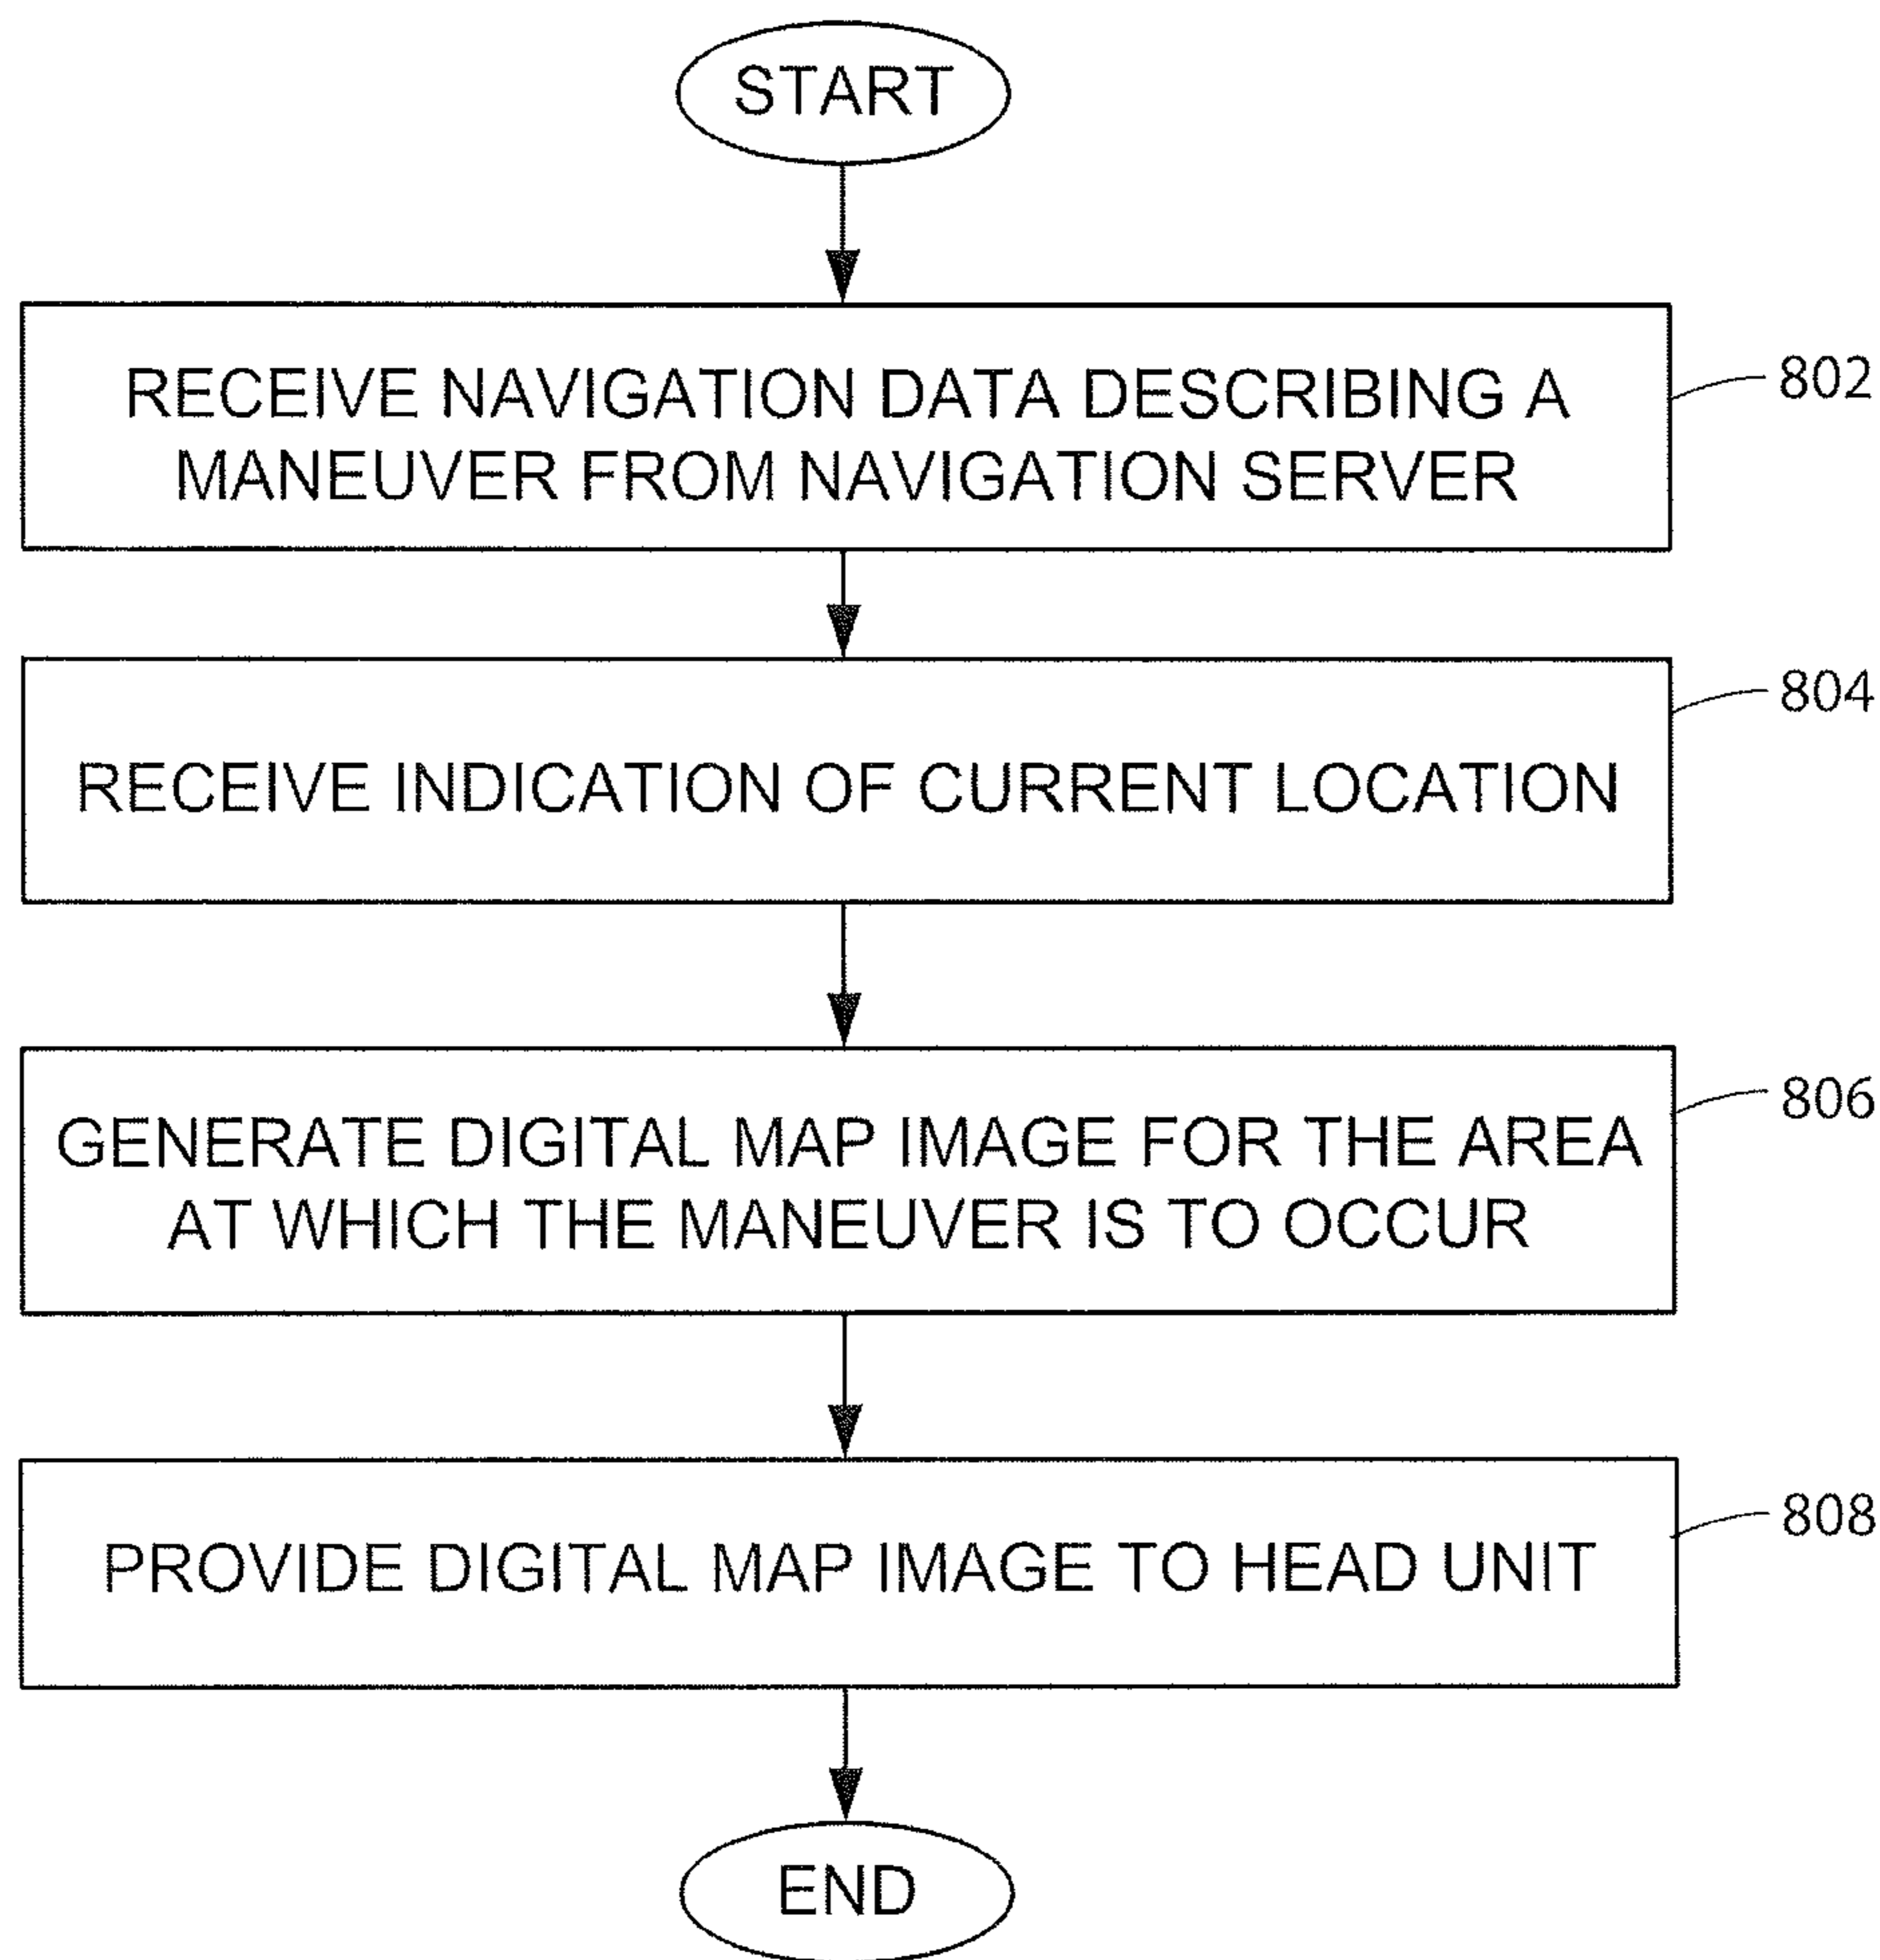 START
RECEIVE NAVIGATION DATA DESCRIBING A
MANEUVER FROM NAVIGATION SERVER
802
RECEIVE INDICATION OF CURRENT LOCATION
804
GENERATE DIGITAL MAP IMAGE FOR THE AREA
AT WHICH THE MANEUVER IS TO OCCUR
806
PROVIDE DIGITAL MAP IMAGE TO HEAD UNIT
808
END